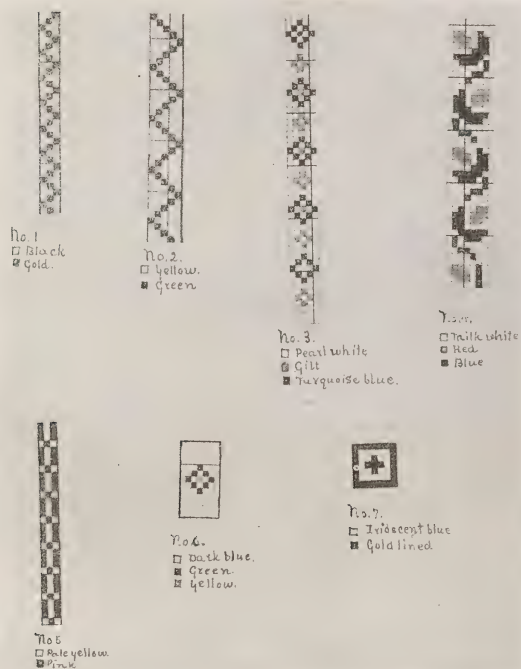 No. 1
Black
Gold.
No. 2.
Yellow.
Green
No. 3.
Pearl white
Gilt
Turquoise blue.
Milk white
Red
Blue
No 5
Pale yellow
Pink
No 6.
Dark blue.
Green.
Yellow.
No. 7.
Iridescent blue
Gold lined